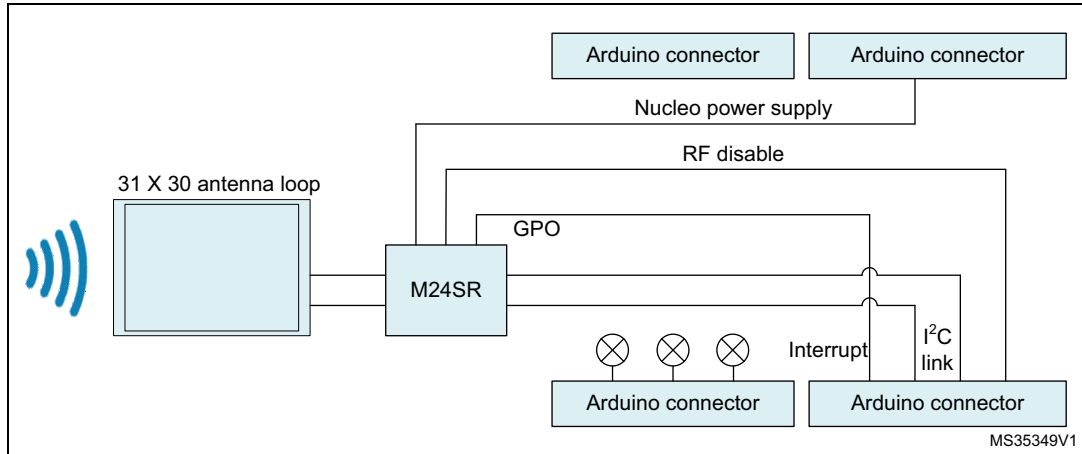 Arduino connector
Arduino connector
Nucleo power supply
RF disable
31 X 30 antenna loop
GPO
M24SR
Interrupt
I²C
link
Arduino connector
Arduino connector
MS35349V1